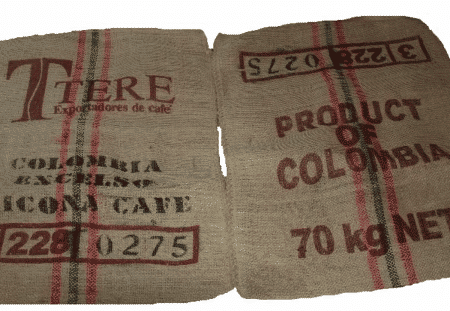 TERE
Exportadores de café
COLOMBIA
EXCELSO
ICONA CAFE
228 0275
3 228 0275
PRODUCT
OF
COLOMBIA
70 kg NET